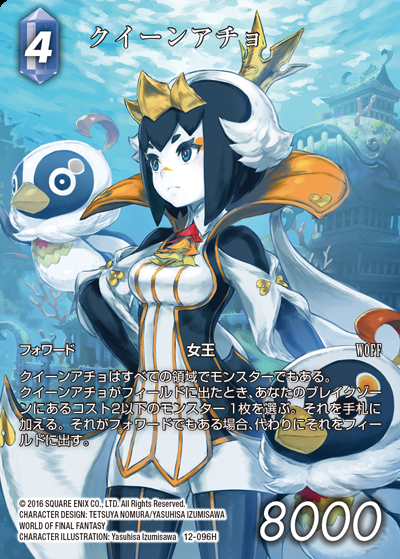 4
クイーンアチョ
フォワード 女王 WOFF
クイーンアチョはすべての領域でモンスターでもある。
クイーンアチョがフィールドに出たとき、あなたのブレイクゾー
ンにあるコスト2以下のモンスター1枚を選ぶ。それを手札に
加える。それがフォワードでもある場合、代わりにそれをフィー
ルドに出す。
© 2016 SQUARE ENIX CO., LTD. All Rights Reserved.
CHARACTER DESIGN: TETSUYA NOMURA/YASUHISA IZUMISAWA
WORLD OF FINAL FANTASY
CHARACTER ILLUSTRATION: Yasuhisa Izumisawa 12-096H
8000